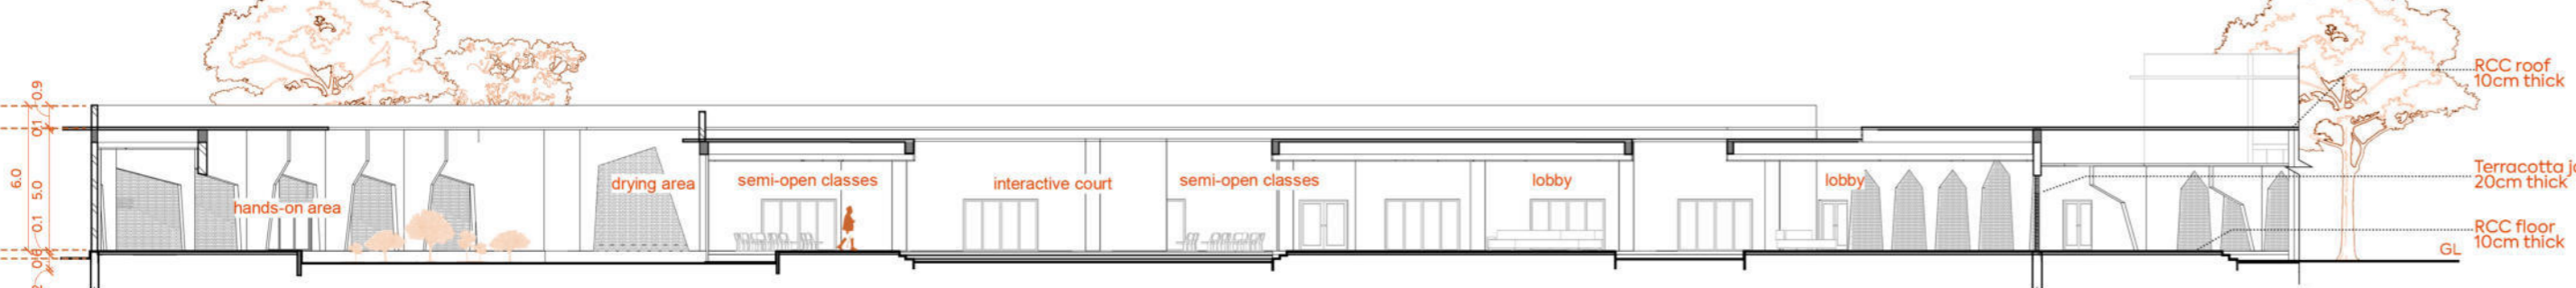 0.9
0.1
6.0
5.0
0.1
hands-on area
drying area
semi-open classes
interactive court
semi-open classes
lobby
lobby
RCC roof
10cm thick
Terracotta
20cm thick
RCC floor
10cm thick
GL